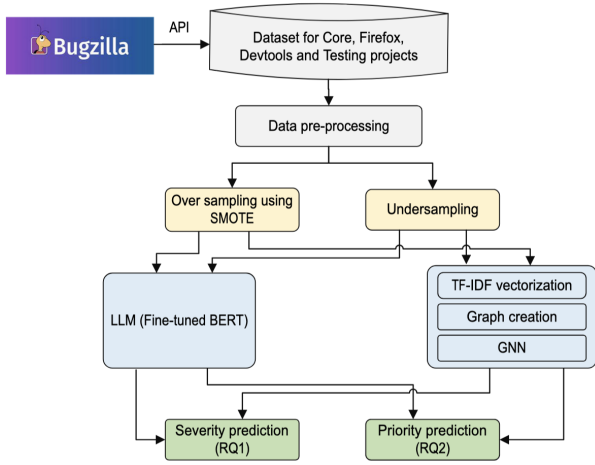 Bugzilla
API
Dataset for Core, Firefox,
Devtools and Testing projects
Data pre-processing
Over sampling using
SMOTE
Undersampling
LLM (Fine-tuned BERT)
TF-IDF vectorization
Graph creation
GNN
Severity prediction
(RQ1)
Priority prediction
(RQ2)